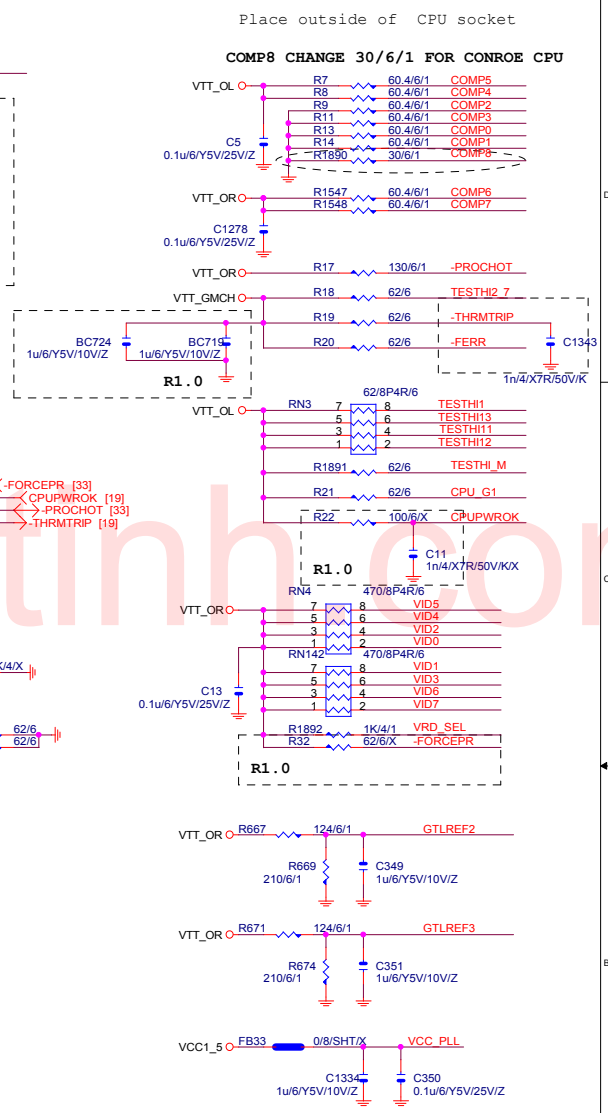 Place outside of CPU socket
COMP8 CHANGE 30/6/1 FOR CONROE CPU
VTT_OL R7 60.4/6/1 COMP5
R8 60.4/6/1 COMP4
R9 60.4/6/1 COMP2
R11 60.4/6/1 COMP3
R13 60.4/6/1 COMP0
C5 R14 60.4/6/1 COMP1
0.1u/6/Y5V/25V/Z R1890 30/6/1 COMP8
VTT_OR R1547 60.4/6/1 COMP6
R1548 60.4/6/1 COMP7
C1278
0.1u/6/Y5V/25V/Z
VTT_OR R17 130/6/1 -PROCHOT
VTT_GMCH R18 62/6 TESTHI2_7
R19 62/6 -THRMTRIP
BC724 BC719 R20 62/6 -FERR C1343
1u/6/Y5V/10V/Z 1u/6/Y5V/10V/Z
R1.0 1n/4/X7R/50V/K
62/8P4R/6
VTT_OL RN3 7 8 TESTHI1
5 6 TESTHI13
3 4 TESTHI11
1 2 TESTHI12
R1891 62/6 TESTHI_M
-FORCEPR [33]
CPUPWROK [19] R21 62/6 CPU_G1
-PROCHOT [33]
-THRMTRIP [19] R22 100/6/X CPUPWROK
tinh.co
C11
R1.0 1n/4/X7R/50V/K/X
RN4 470/8P4R/6
VTT_OR 7 8 VID5
5 6 VID4
3 4 VID2
1 2 VID0
RN142 470/8P4R/6
/4/X 7 8 VID1
5 6 VID3
C13 3 4 VID6
0.1u/6/Y5V/25V/Z 1 2 VID7
62/6 R1892 1K/4/1 VRD_SEL
62/6 R32 62/6/X -FORCEPR
R1.0
VTT_OR R667 124/6/1 GTLREF2
R669 C349
210/6/1 1u/6/Y5V/10V/Z
VTT_OR R671 124/6/1 GTLREF3
R674 C351
210/6/1 1u/6/Y5V/10V/Z
VCC1_5 FB33 0/8/SHT/X VCC_PLL
C1334 C350
1u/6/Y5V/10V/Z 0.1u/6/Y5V/25V/Z
D
C
B